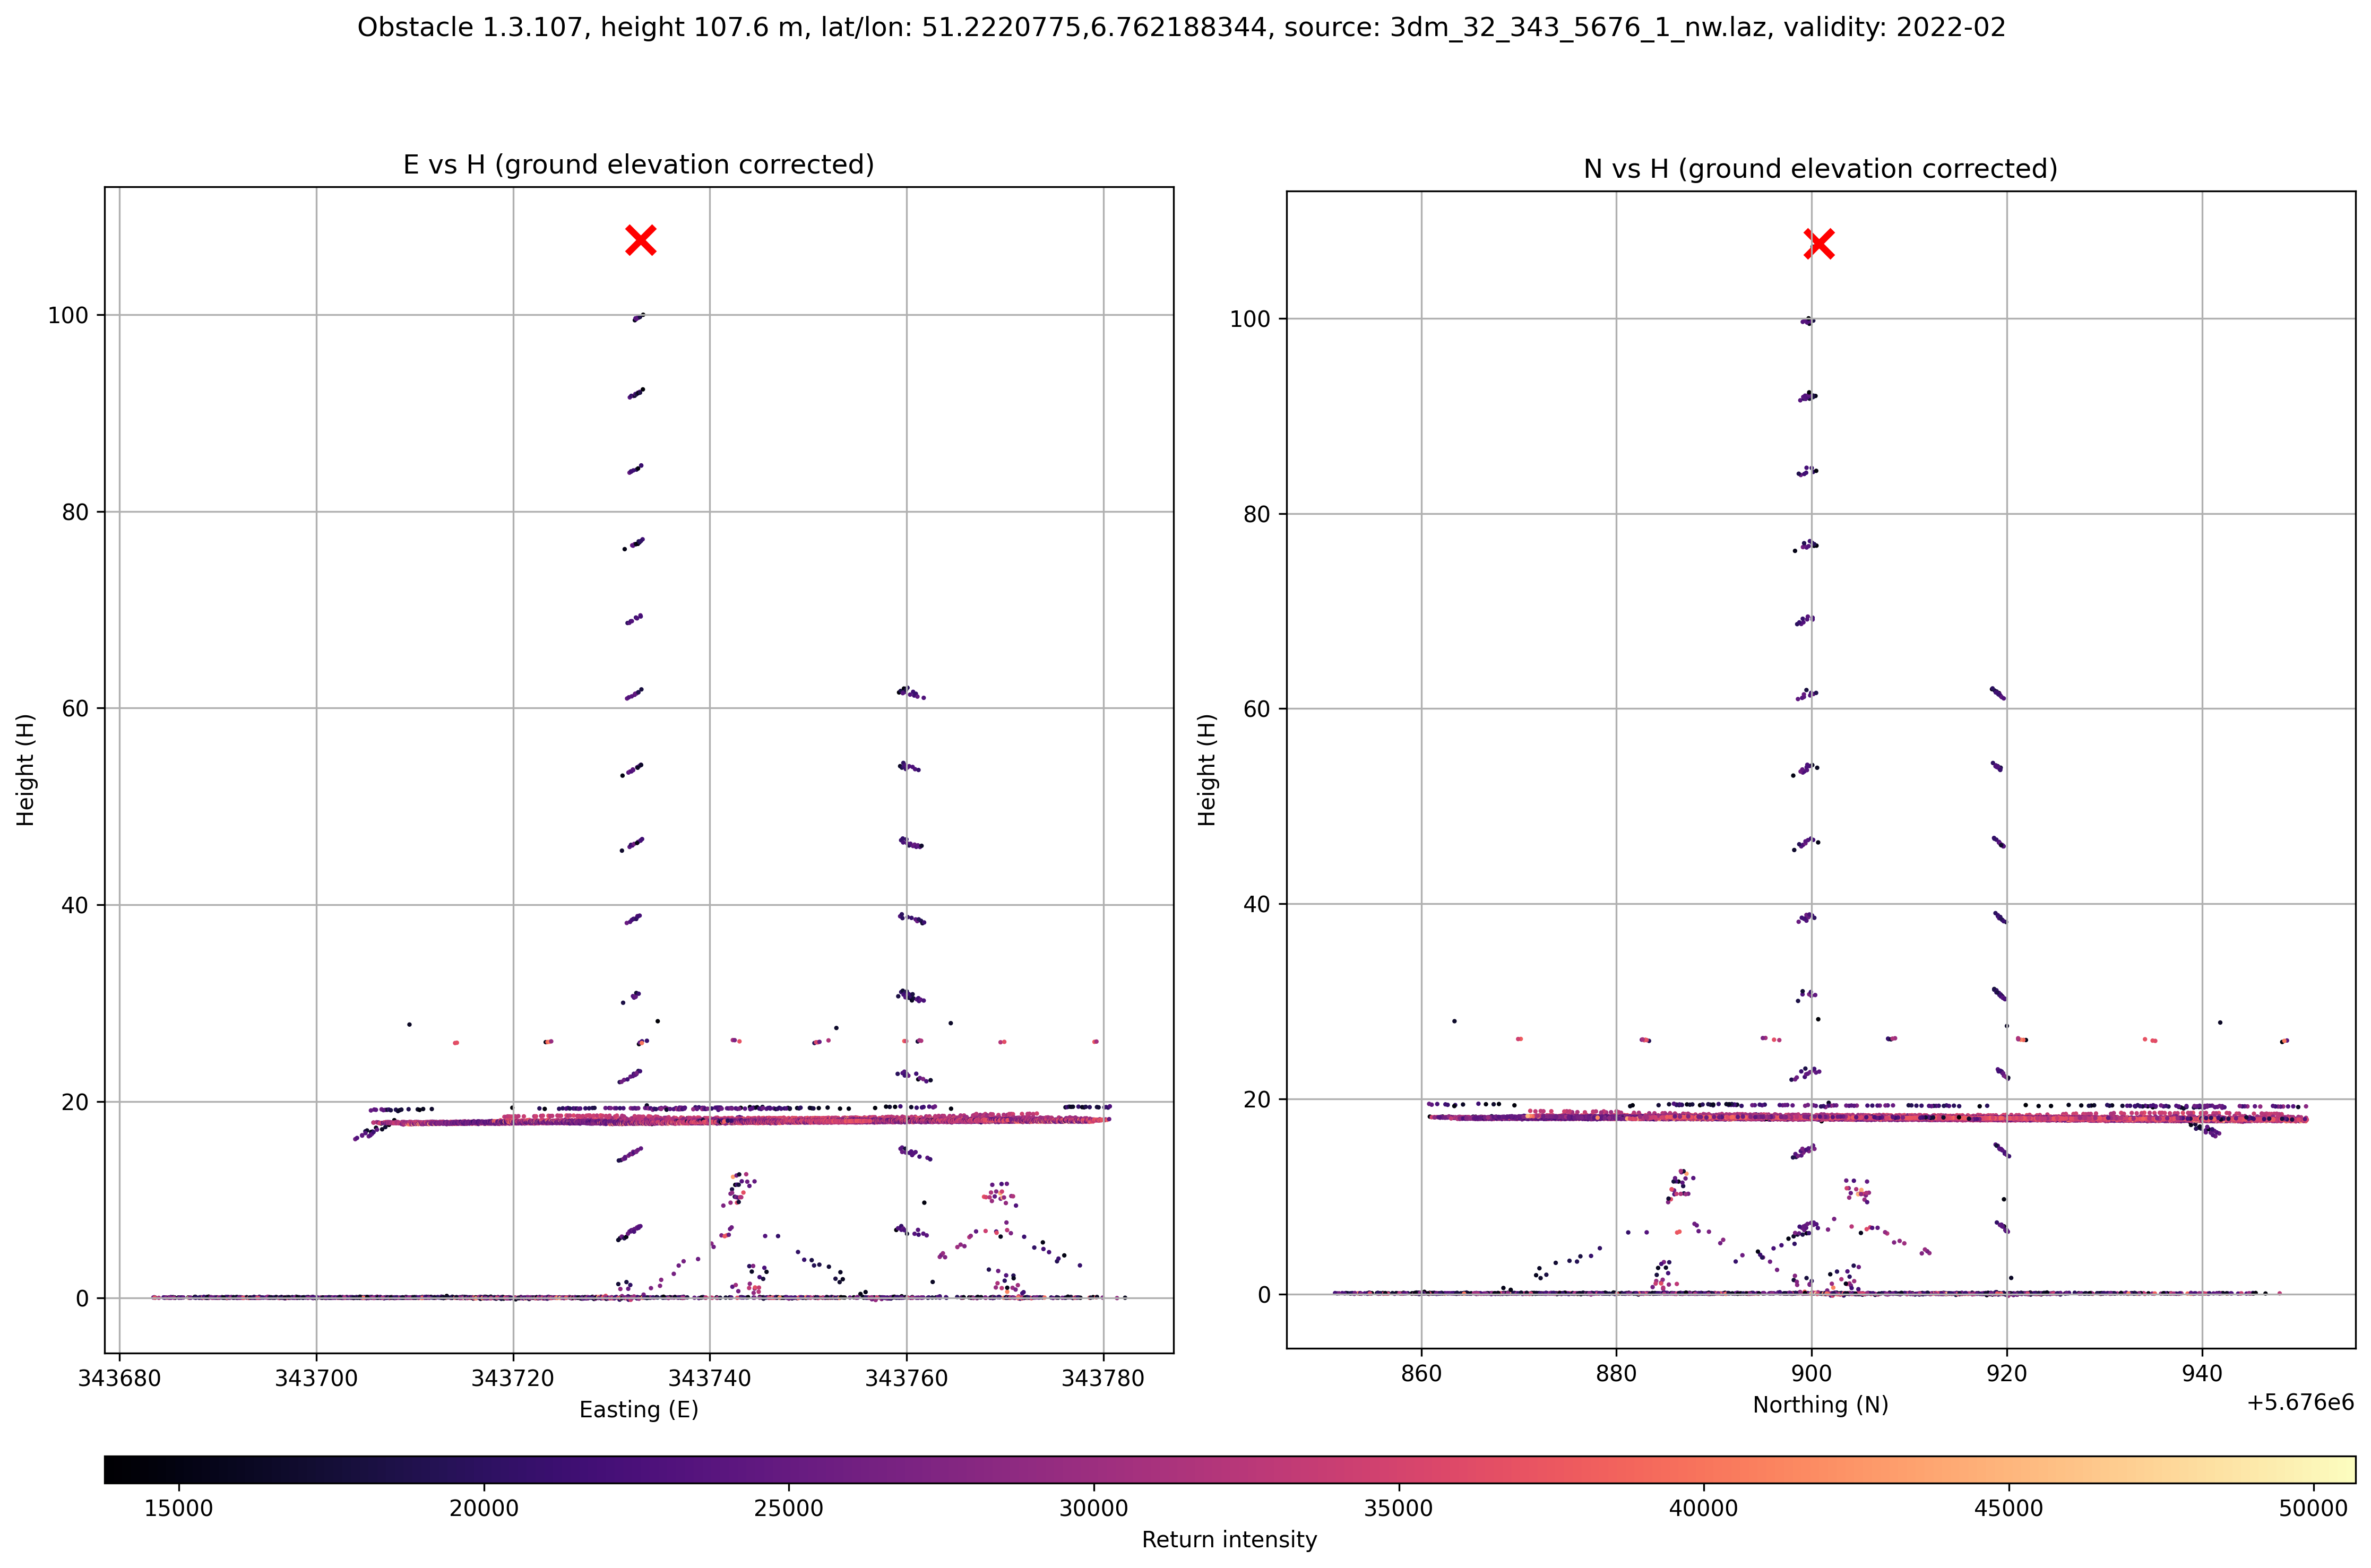 Obstacle 1.3.107, height 107.6 m, lat/lon: 51.2220775,6.762188344, source: 3dm_32_343_5676_1_nw.laz, validity: 2022-02
E vs H (ground elevation corrected)
100
80
60
40
20
0
Height (H)
343680 343700 343720 343740 343760 343780
Easting (E)
N vs H (ground elevation corrected)
100
80
60
40
20
0
Height (H)
860 880 900 920 940
+5.676e6
Northing (N)
15000 20000 25000 30000 35000 40000 45000 50000
Return intensity